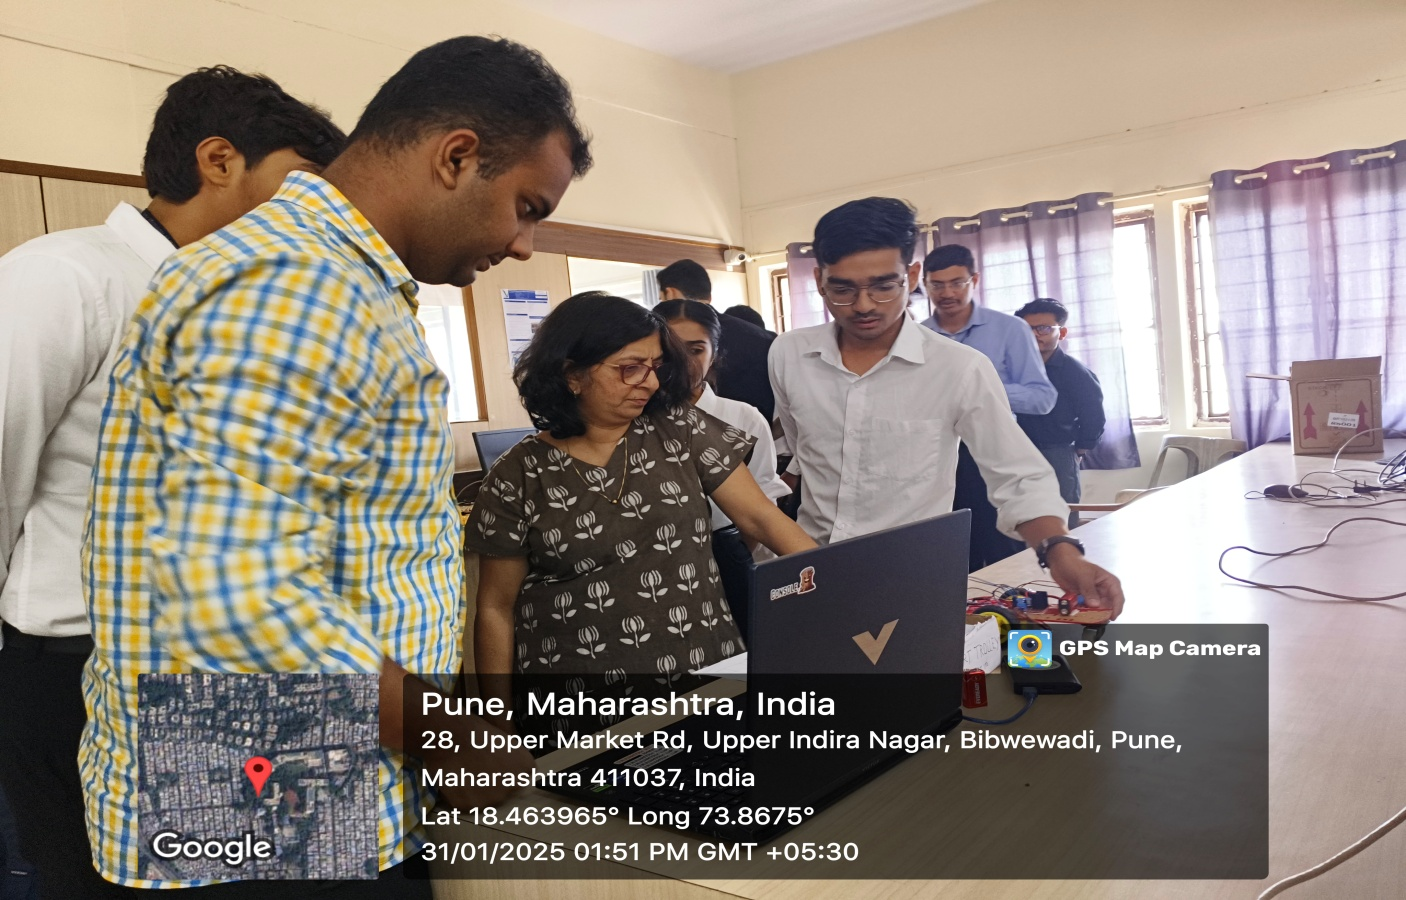 CONSOLE
GPS Map Camera
Pune, Maharashtra, India
28, Upper Market Rd, Upper Indira Nagar, Bibwewadi, Pune,
Maharashtra 411037, India
Lat 18.463965° Long 73.8675°
31/01/2025 01:51 PM GMT +05:30
Google